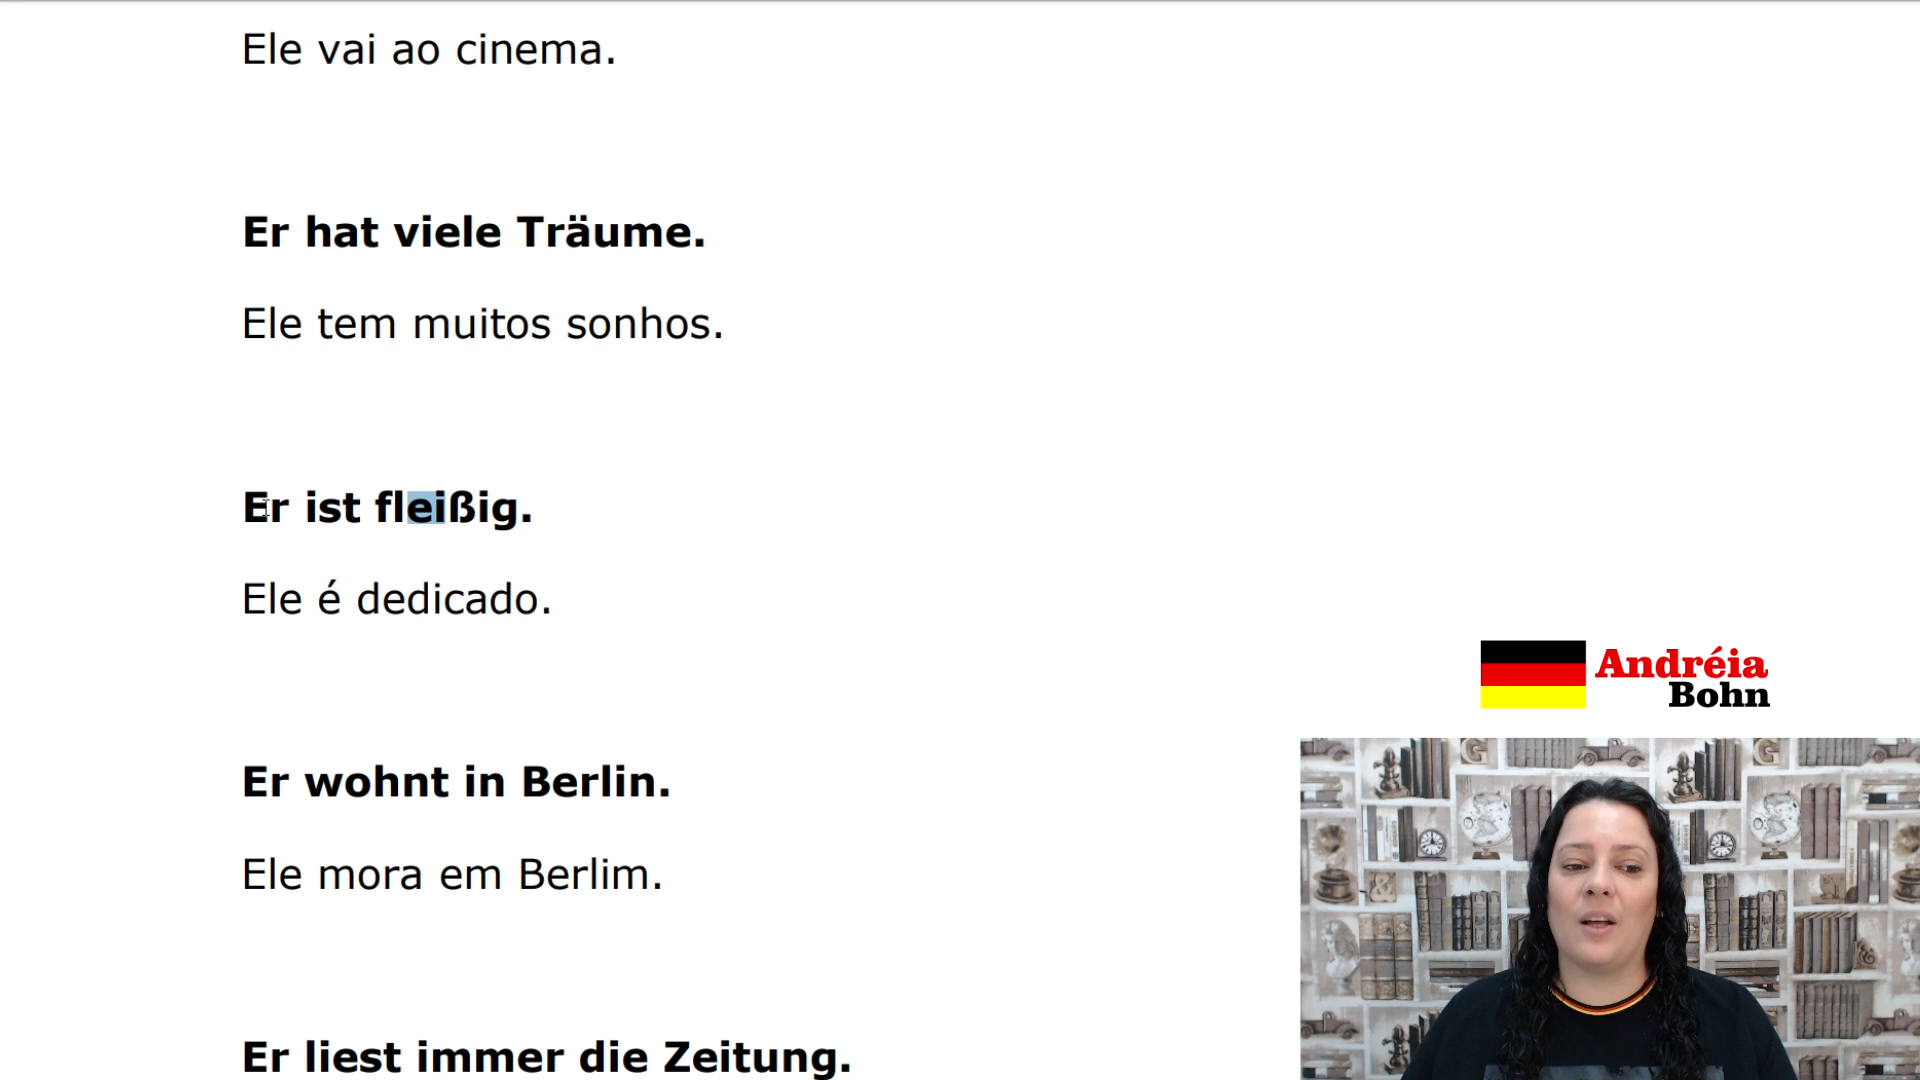 Ele vai ao cinema.
Er hat viele Träume.
Ele tem muitos sonhos.
Er ist fleißig.
Ele é dedicado.
Andréia
Bohn
Er wohnt in Berlin.
Ele mora em Berlim.
Er liest immer die Zeitung.